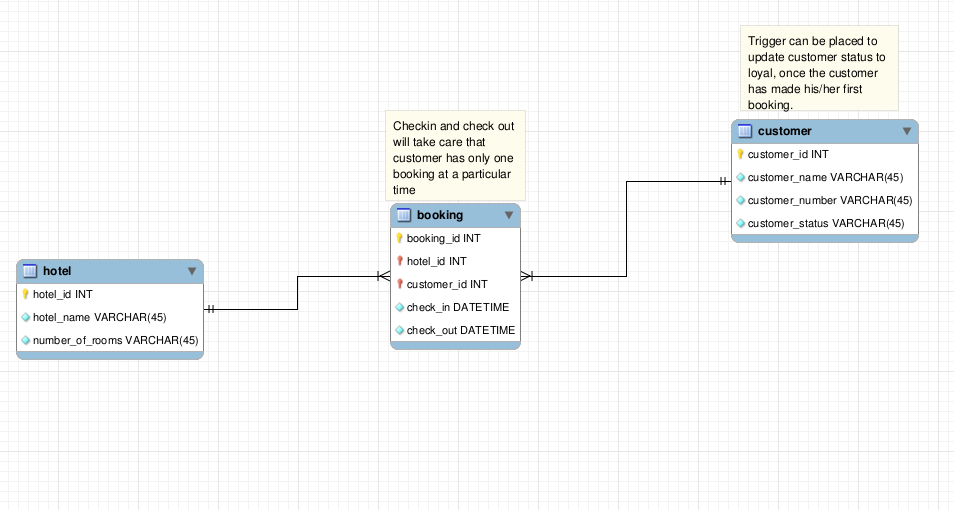 Trigger can be placed to
update customer status to
loyal, once the customer
has made his/her first
booking.
Checkin and check out
will take care that
customer has only one
booking at a particular
time
customer
customer_id INT
customer_name VARCHAR(45)
customer_number VARCHAR(45)
customer_status VARCHAR(45)
booking
booking_id INT
hotel_id INT
customer_id INT
check_in DATETIME
check_out DATETIME
hotel
hotel_id INT
hotel_name VARCHAR(45)
number_of_rooms VARCHAR(45)